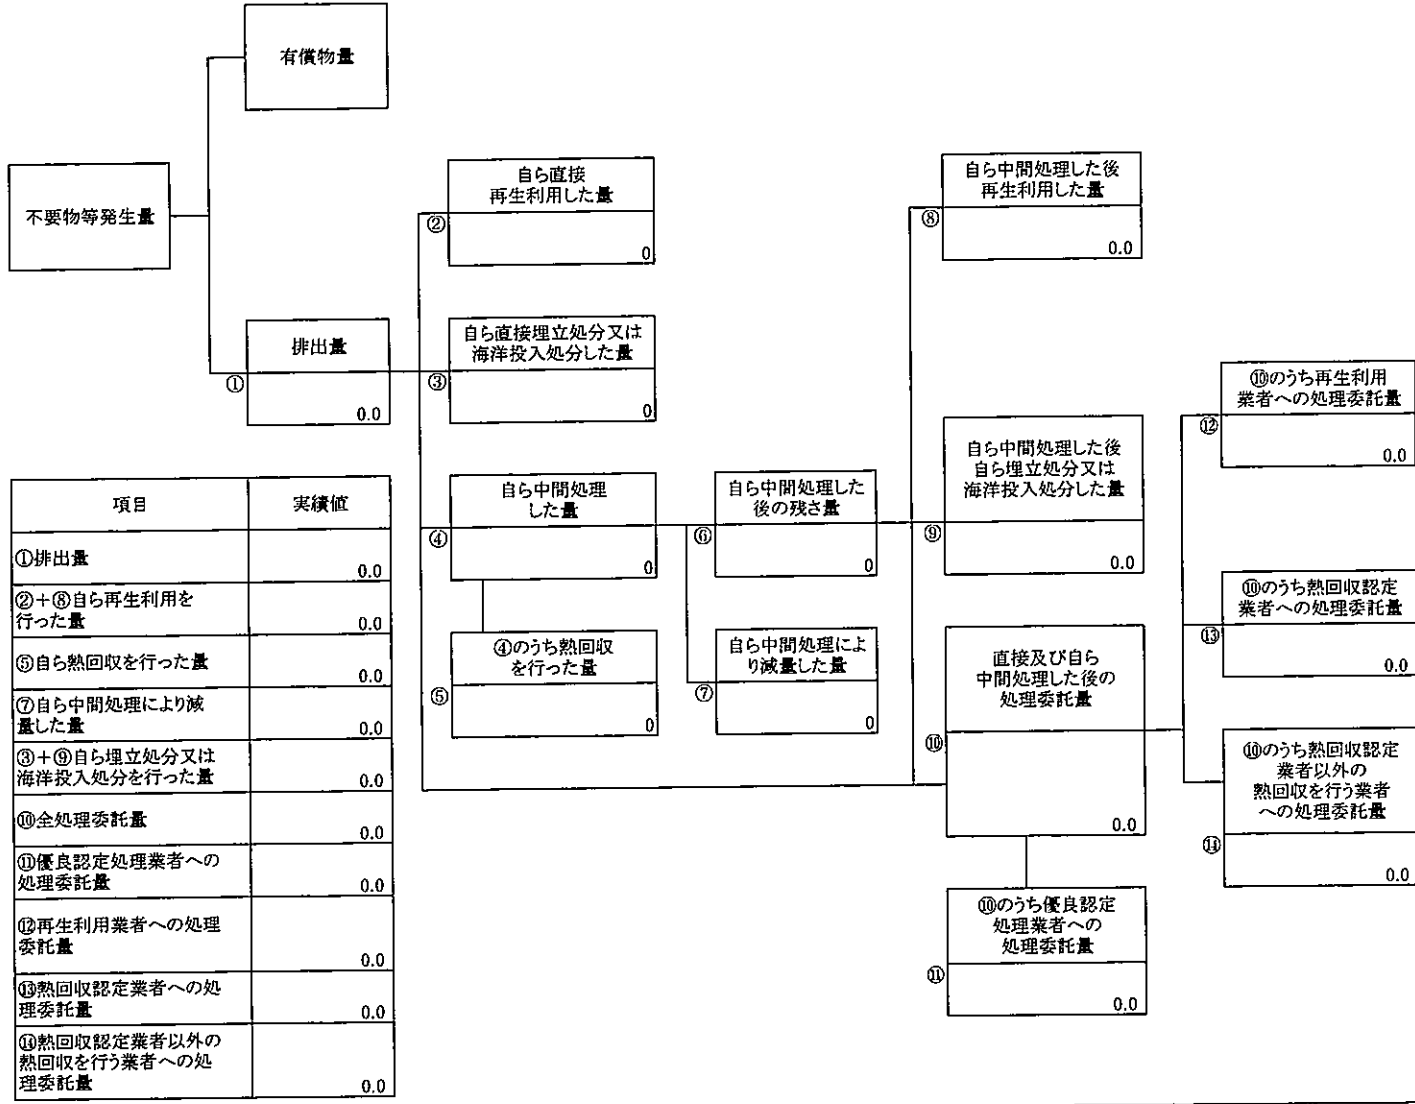 有償物量
不要物等発生量
排出量
①
0.0
自ら直接
再生利用した量
②
0
自ら直接埋立処分又は
海洋投入処分した量
③
0
自ら中間処理
した量
④
0
④のうち熱回収
を行った量
⑤
0
自ら中間処理した
後の残さ量
⑥
0
自ら中間処理によ
り減量した量
⑦
0
自ら中間処理した後
再生利用した量
⑧
0.0
自ら中間処理した後
自ら埋立処分又は
海洋投入処分した量
⑨
0.0
直接及び自ら
中間処理した後の
処理委託量
⑩
0.0
⑩のうち優良認定
処理業者への
処理委託量
⑪
0.0
⑩のうち再生利用
業者への処理委託量
⑫
0.0
⑩のうち熱回収認定
業者への処理委託量
⑬
0.0
⑩のうち熱回収認定
業者以外の
熱回収を行う業者
への処理委託量
⑭
0.0
項目 実績値
①排出量
0.0
②+⑧自ら再生利用を
行った量
0.0
⑤自ら熱回収を行った量
0.0
⑦自ら中間処理により減
量した量
0.0
③+⑨自ら埋立処分又は
海洋投入処分を行った量
0.0
⑩全処理委託量
0.0
⑪優良認定処理業者への
処理委託量
0.0
⑫再生利用業者への処理
委託量
0.0
⑬熱回収認定業者への処
理委託量
0.0
⑭熱回収認定業者以外の
熱回収を行う業者への処
理委託量
0.0